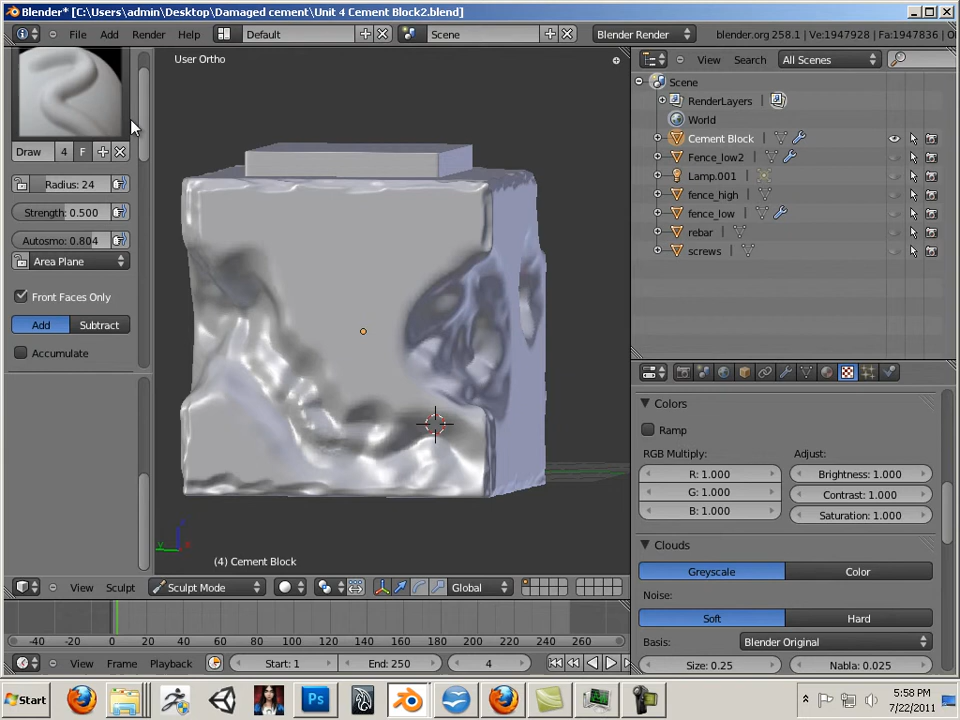 Blender* [C:\Users\admin\Desktop\Damaged cement\Unit 4 Cement Block2.blend]
File Add Render Help Default Scene Blender Render blender.org 258.1 | Ve:1947928 | Fa:1947836 |
User Ortho
View Search All Scenes
Scene
RenderLayers
World
Cement Block
Fence_low2
Lamp.001
fence_high
fence_low
rebar
screws
Draw 4 F
Radius: 24
Strength: 0.500
Autosmo: 0.804
Area Plane
Front Faces Only
Add Subtract
Accumulate
Colors
Ramp
RGB Multiply: Adjust:
R: 1.000 Brightness: 1.000
G: 1.000 Contrast: 1.000
B: 1.000 Saturation: 1.000
Clouds
Greyscale Color
Noise:
Soft Hard
Basis: Blender Original
Size: 0.25 Nabla: 0.025
(4) Cement Block
View Sculpt Sculpt Mode Global
-40 -20 0 20 40 60 80 100 120 140 160 180 200 220 240 260
View Frame Playback Start: 1 End: 250 4
Start Ps 5:58 PM
7/22/2011